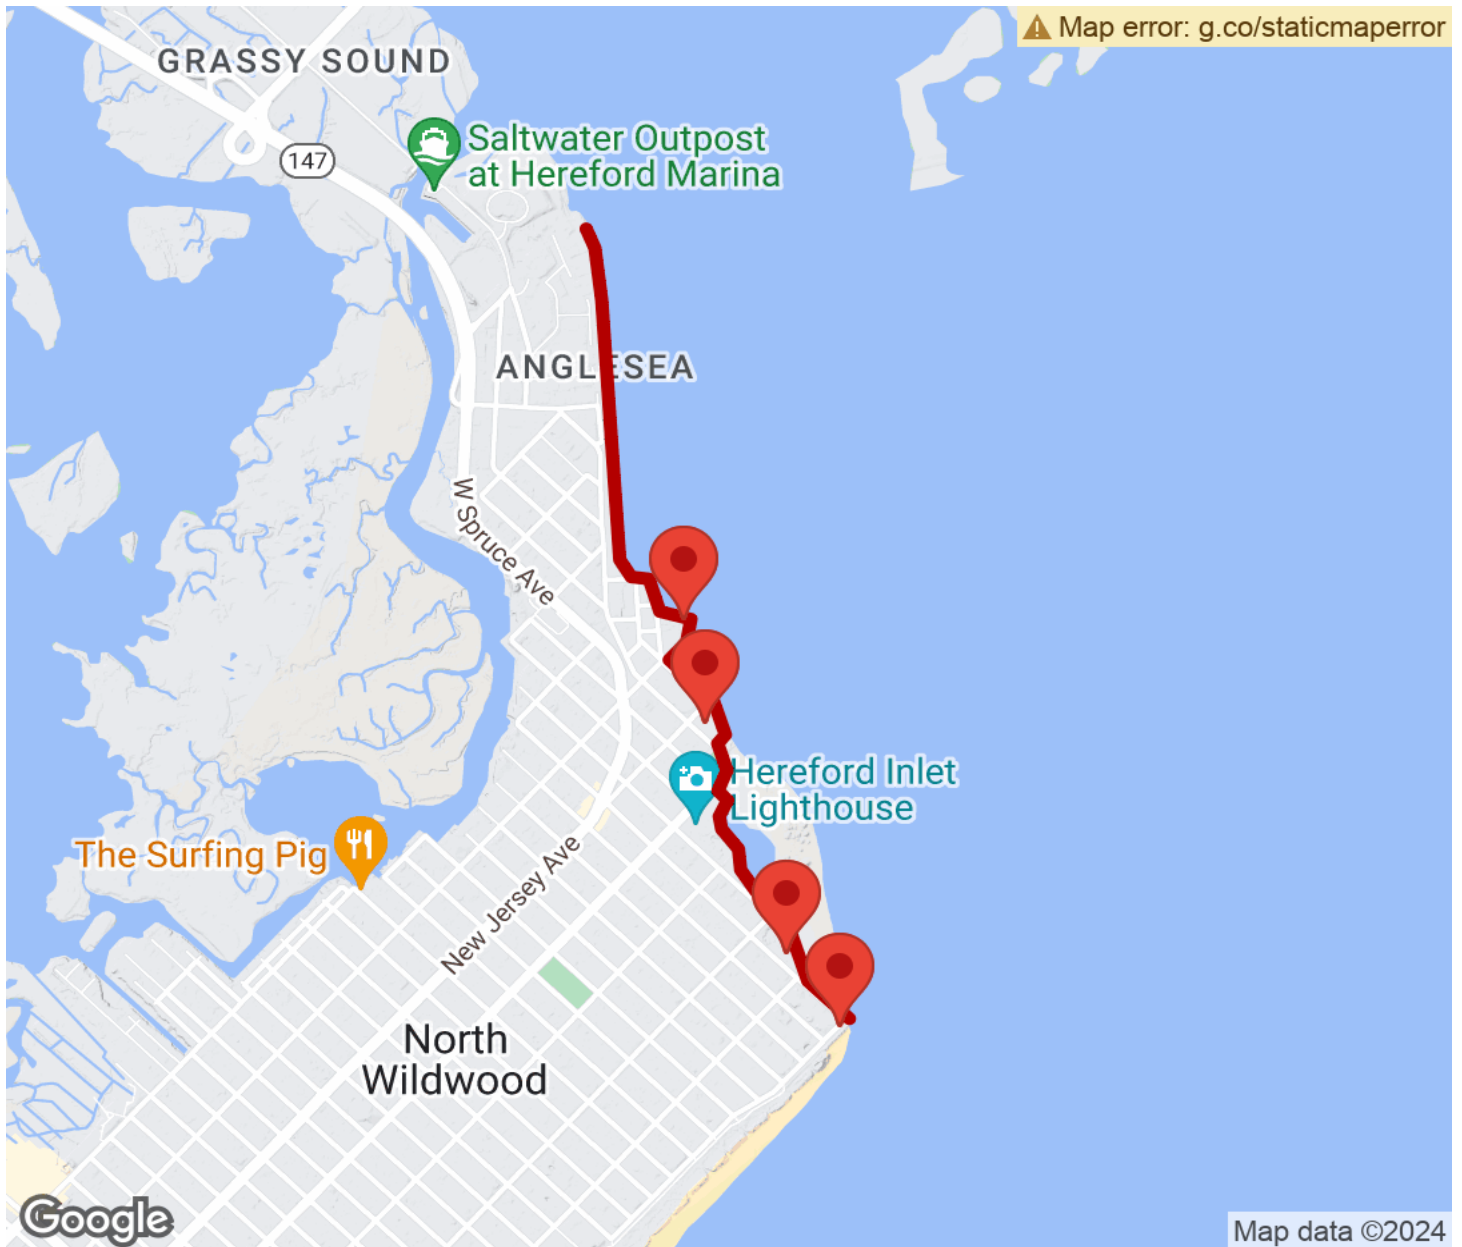 Map error: g.co/staticmaperror
GRASSY SOUND
Saltwater Outpost
at Hereford Marina
147
ANGLESEA
W Spruce Ave
Hereford Inlet
Lighthouse
The Surfing Pig
New Jersey Ave
North
Wildwood
Google
Map data ©2024